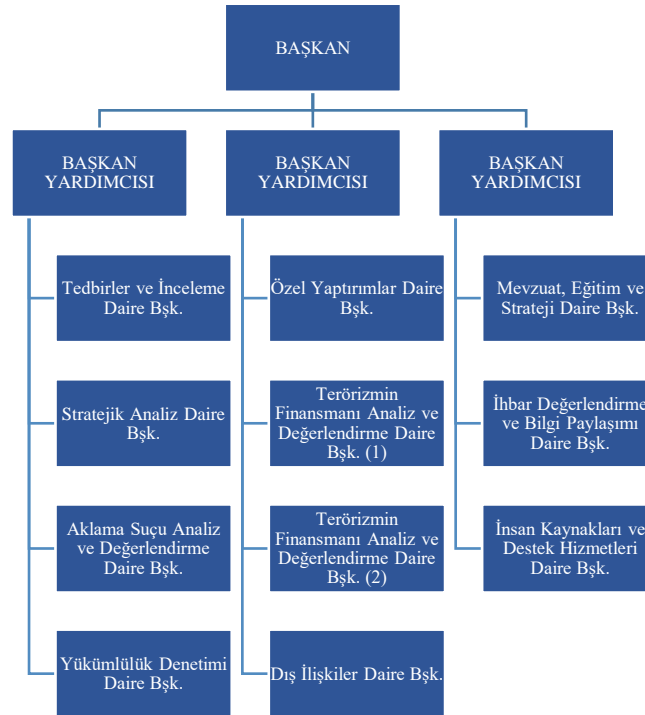 BAŞKAN
BAŞKAN
YARDIMCISI
Tedbirler ve İnceleme
Daire Bşk.
Stratejik Analiz Daire
Bşk.
Aklama Suçu Analiz
ve Değerlendirme
Daire Bşk.
Yükümlülük Denetimi
Daire Bşk.
BAŞKAN
YARDIMCISI
Özel Yaptırımlar Daire
Bşk.
Terörizmin
Finansmanı Analiz ve
Değerlendirme Daire
Bşk. (1)
Terörizmin
Finansmanı Analiz ve
Değerlendirme Daire
Bşk. (2)
Dış İlişkiler Daire Bşk.
BAŞKAN
YARDIMCISI
Mevzuat, Eğitim ve
Strateji Daire Bşk.
İhbar Değerlendirme
ve Bilgi Paylaşımı
Daire Bşk.
İnsan Kaynakları ve
Destek Hizmetleri
Daire Bşk.